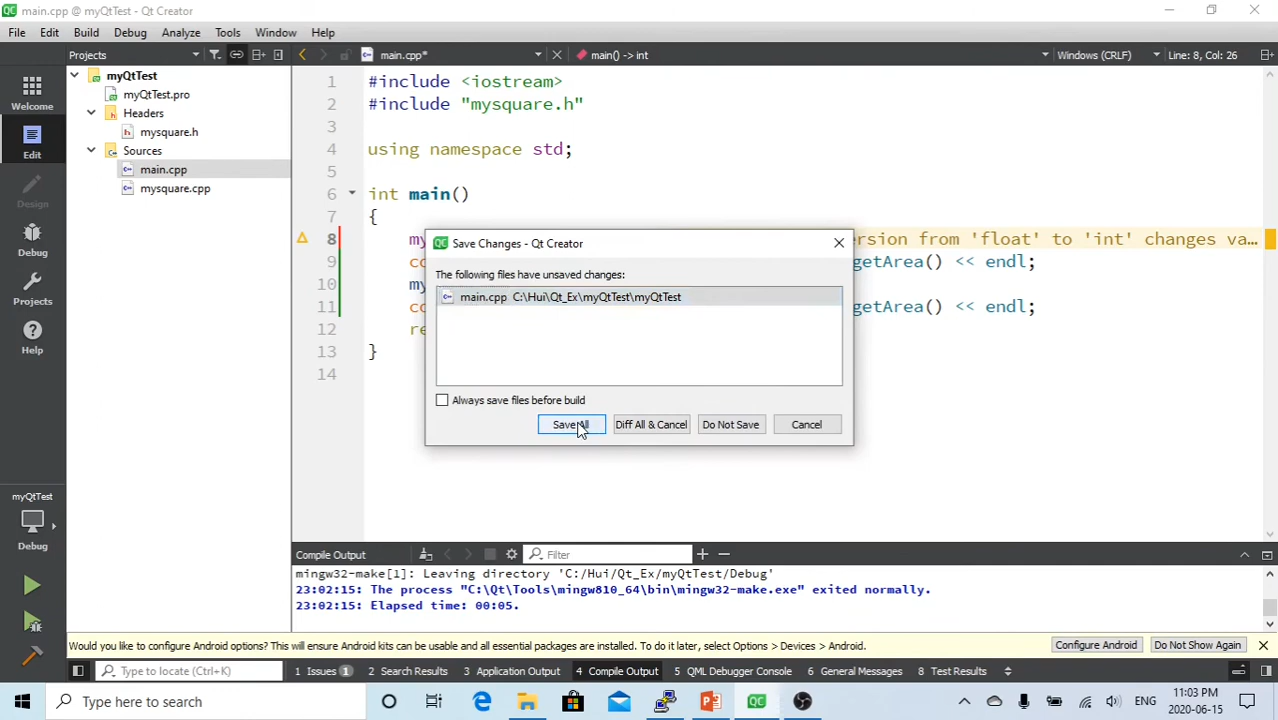 main.cpp @ myQtTest - Qt Creator
File Edit Build Debug Analyze Tools Window Help
Projects
main.cpp*
main() -> int
Windows (CRLF)
Line: 8, Col: 26
Welcome
Edit
Design
Debug
Projects
Help
myQtTest
Debug
myQtTest
myQtTest.pro
Headers
mysquare.h
Sources
main.cpp
mysquare.cpp
1 #include <iostream>
2 #include "mysquare.h"
3
4 using namespace std;
5
6 int main()
7 {
8 my ersion from 'float' to 'int' changes va...
9 co getArea() << endl;
10 my
11 co getArea() << endl;
12 re
13 }
14
Save Changes - Qt Creator
The following files have unsaved changes:
main.cpp C:\Hui\Qt_Ex\myQtTest\myQtTest
Always save files before build
Save All Diff All & Cancel Do Not Save Cancel
Compile Output
Filter
mingw32-make[1]: Leaving directory 'C:/Hui/Qt_Ex/myQtTest/Debug'
23:02:15: The process "C:\Qt\Tools\mingw810_64\bin\mingw32-make.exe" exited normally.
23:02:15: Elapsed time: 00:05.
Would you like to configure Android options? This will ensure Android kits can be usable and all essential packages are installed. To do it later, select Options > Devices > Android.
Configure Android
Do Not Show Again
Type to locate (Ctrl+K)
1 Issues 1 2 Search Results 3 Application Output 4 Compile Output 5 QML Debugger Console 6 General Messages 8 Test Results
Type here to search
ENG
11:03 PM
2020-06-15